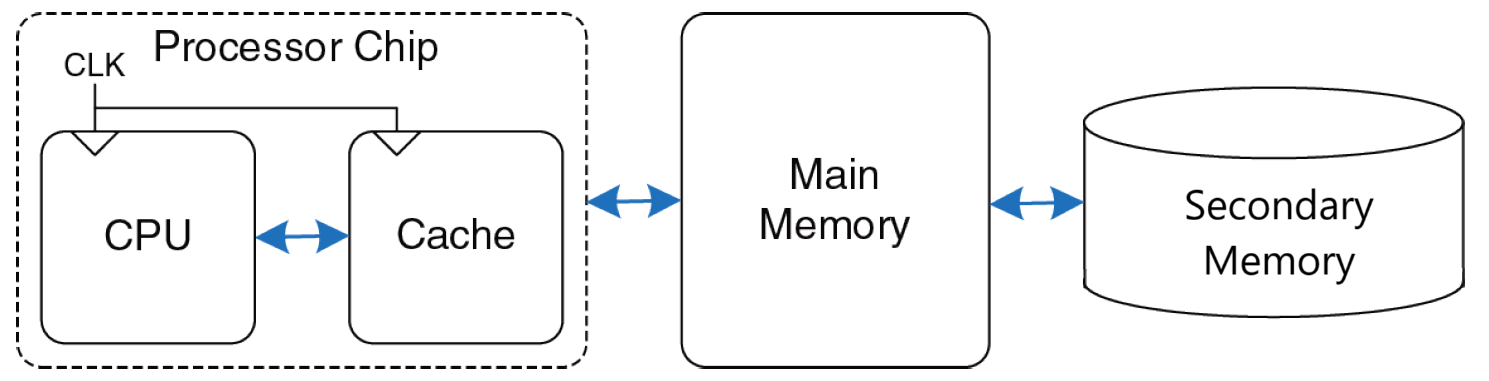 Processor Chip
CLK
CPU
Cache
Main
Memory
Secondary
Memory